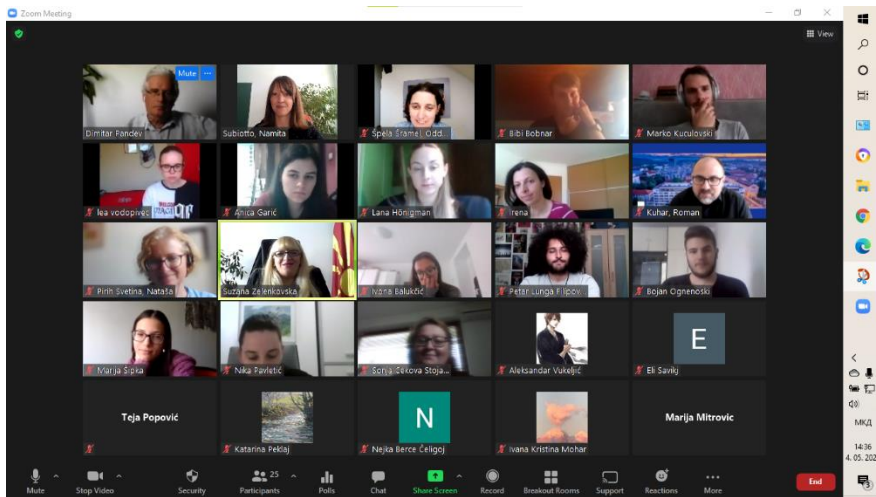 Zoom Meeting
View
Mute
Dimitar Pandev
Subiotto, Namita
Špela Šramel, Odd...
Bibi Bobnar
Marko Kuculovski
lea vodopivec
Anica Garić
Lana Hönigman
Irena
Kuhar, Roman
Pirih Svetina, Nataša
Suzana Zelenkovska
Ivona Balukčić
Petar Lunga Filipov
Bojan Ognenoski
Marija Šipka
Nika Pavletić
Sonja Čekova Stoja...
Aleksandar Vukeljić
E
Eli Savikj
Teja Popović
Katarina Peklaj
N
Nejka Berce Čeligoj
Ivana Kristina Mohar
Marija Mitrovic
Mute
Stop Video
Security
25
Participants
Polls
Chat
Share Screen
Record
Breakout Rooms
Support
Reactions
More
End
МКД
14:36
4. 05. 202
3